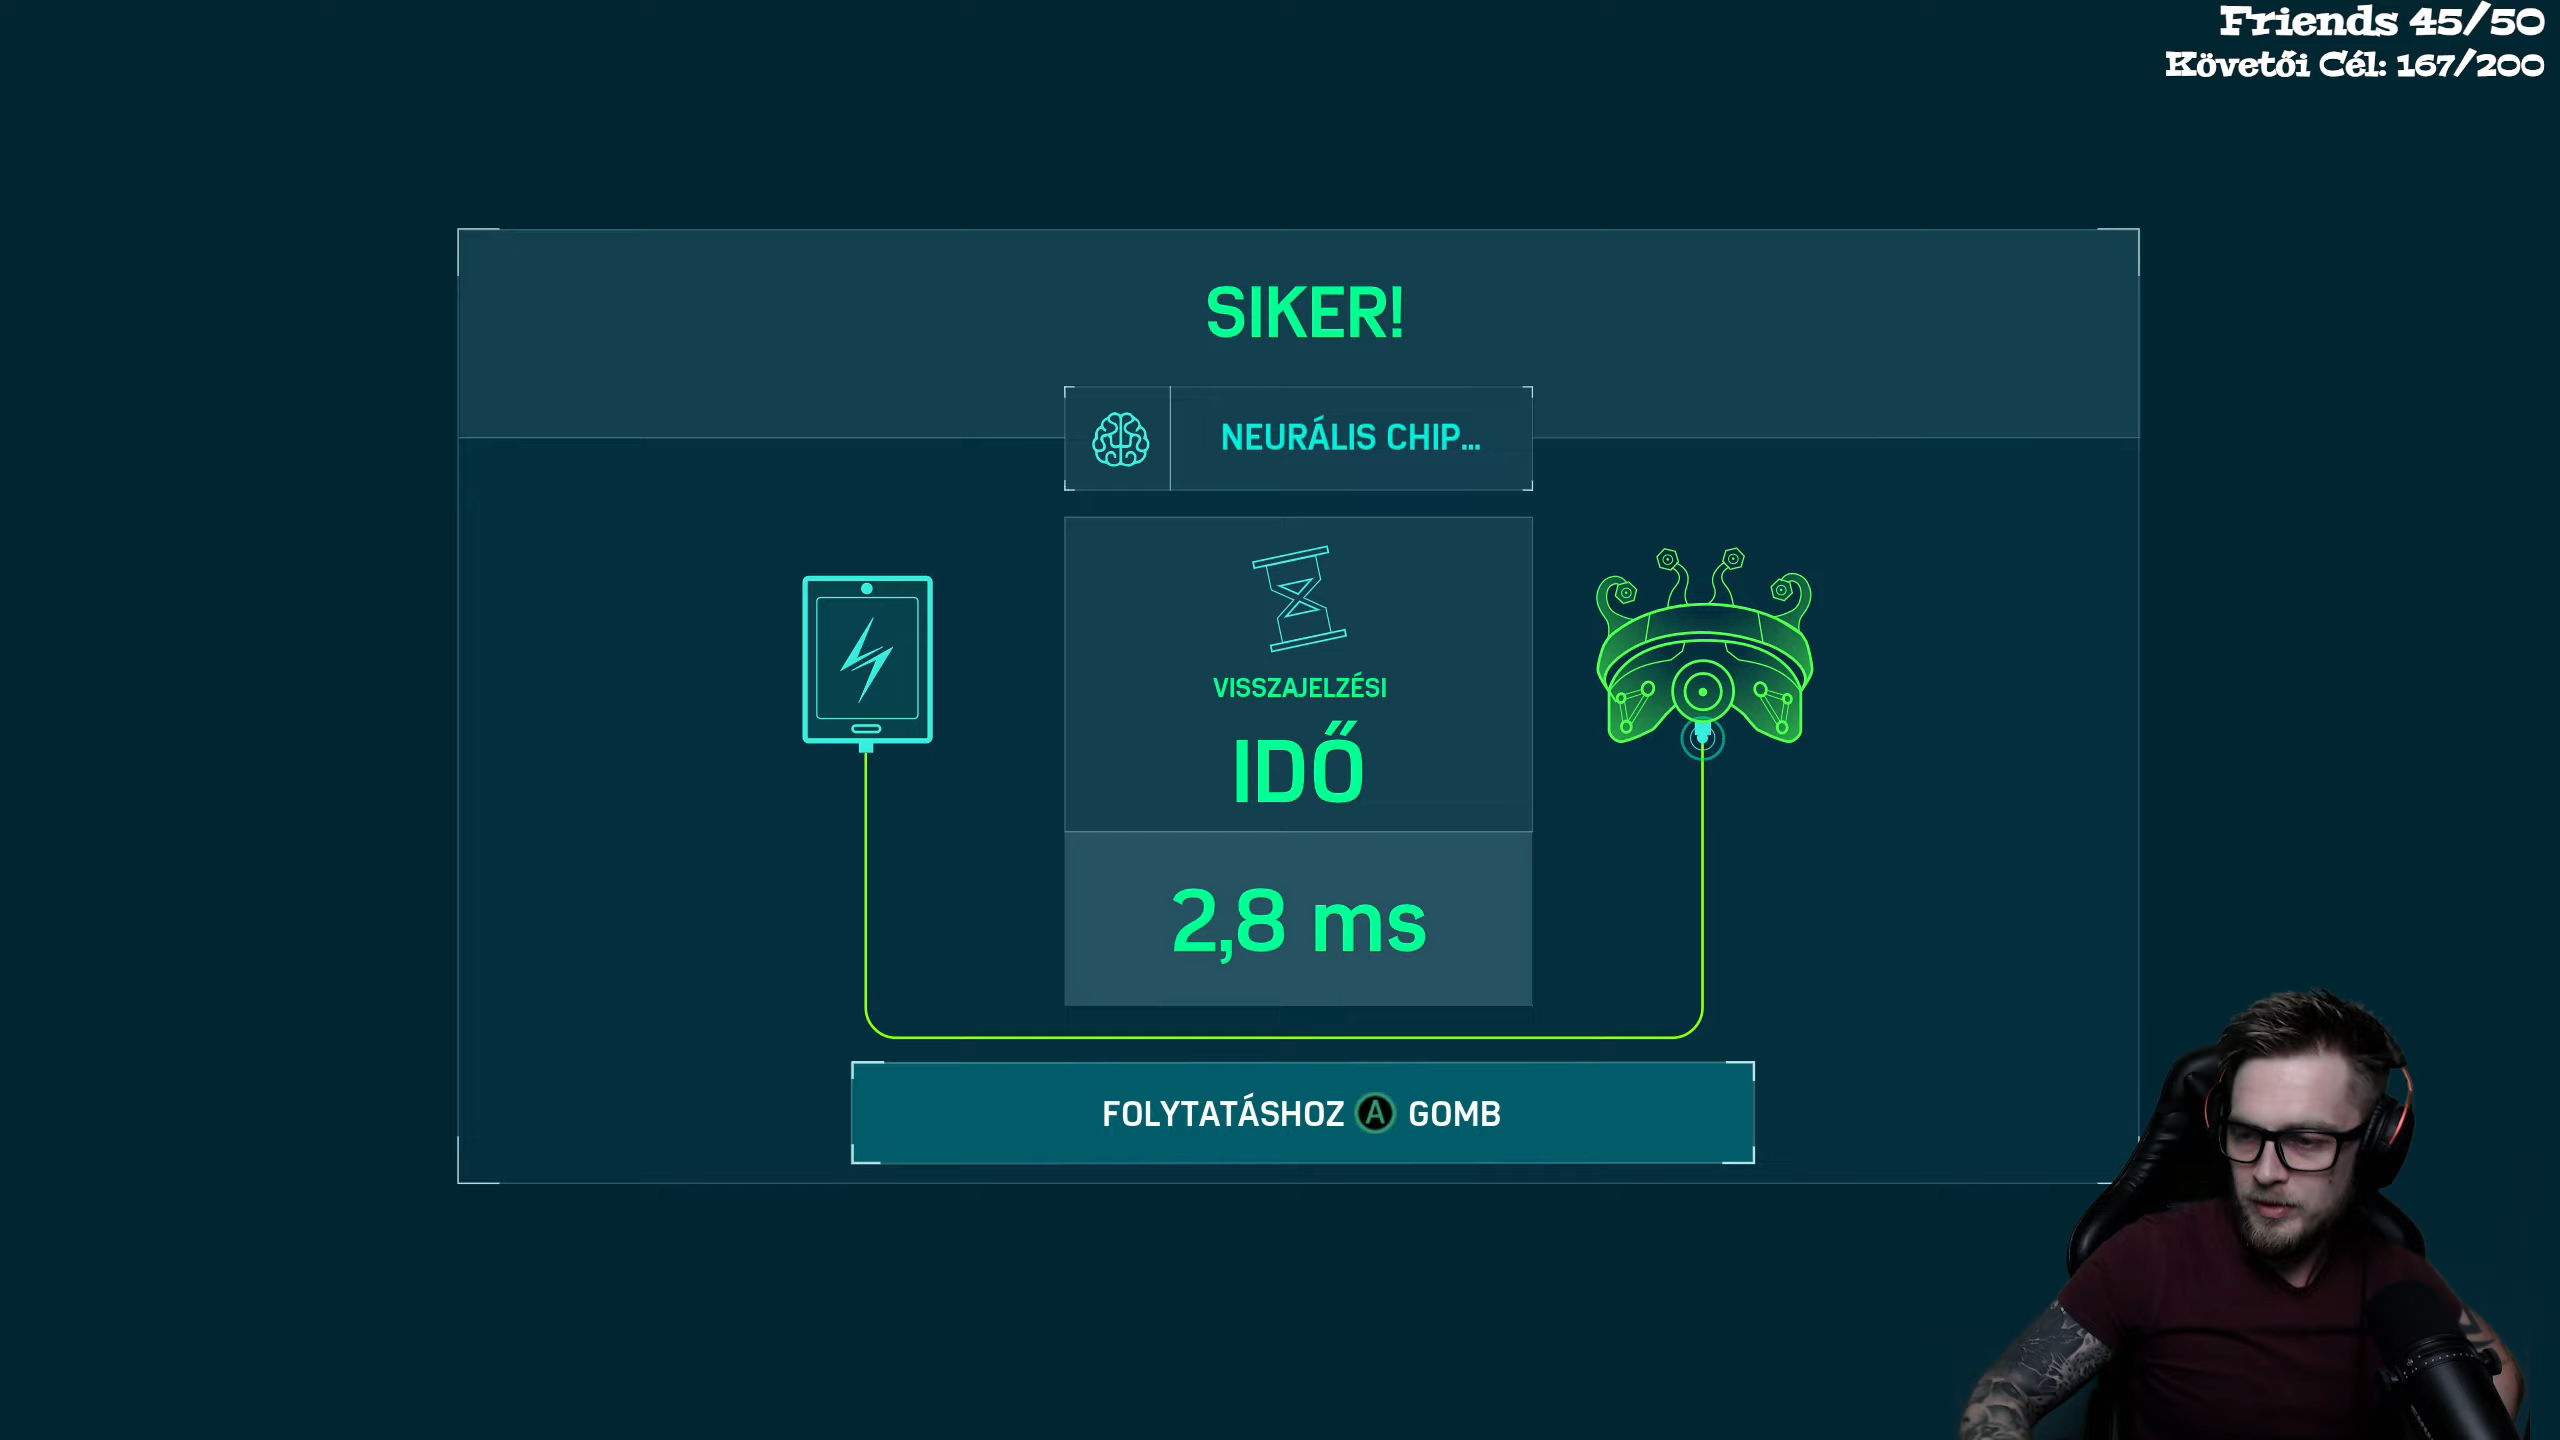 Friends 45/50
Követői Cél: 167/200
SIKER!
NEURÁLIS CHIP...
VISSZAJELZÉSI
IDŐ
2,8 ms
FOLYTATÁSHOZ A GOMB